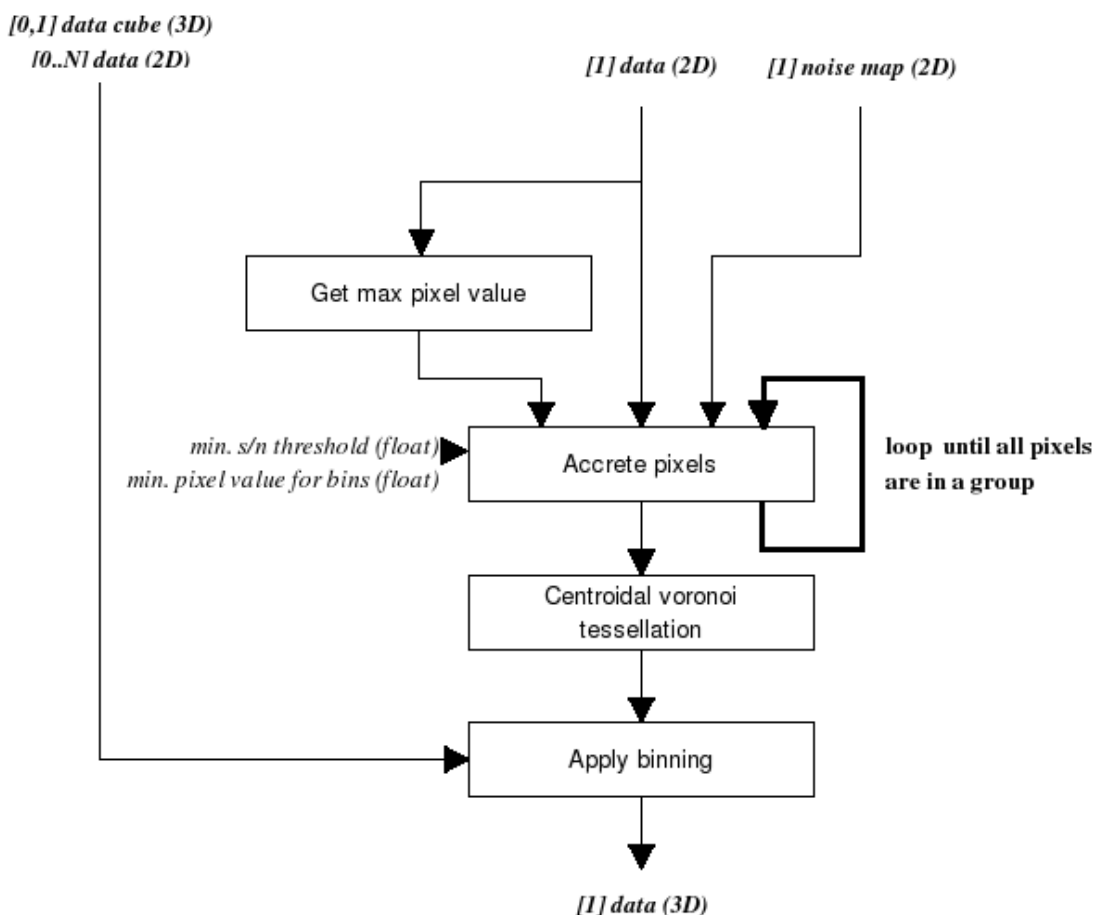 [0,1] data cube (3D)
[0..N] data (2D)
[1] data (2D)
[1] noise map (2D)
Get max pixel value
min. s/n threshold (float)
min. pixel value for bins (float)
Accrete pixels
loop until all pixels
are in a group
Centroidal voronoi
tessellation
Apply binning
[1] data (3D)